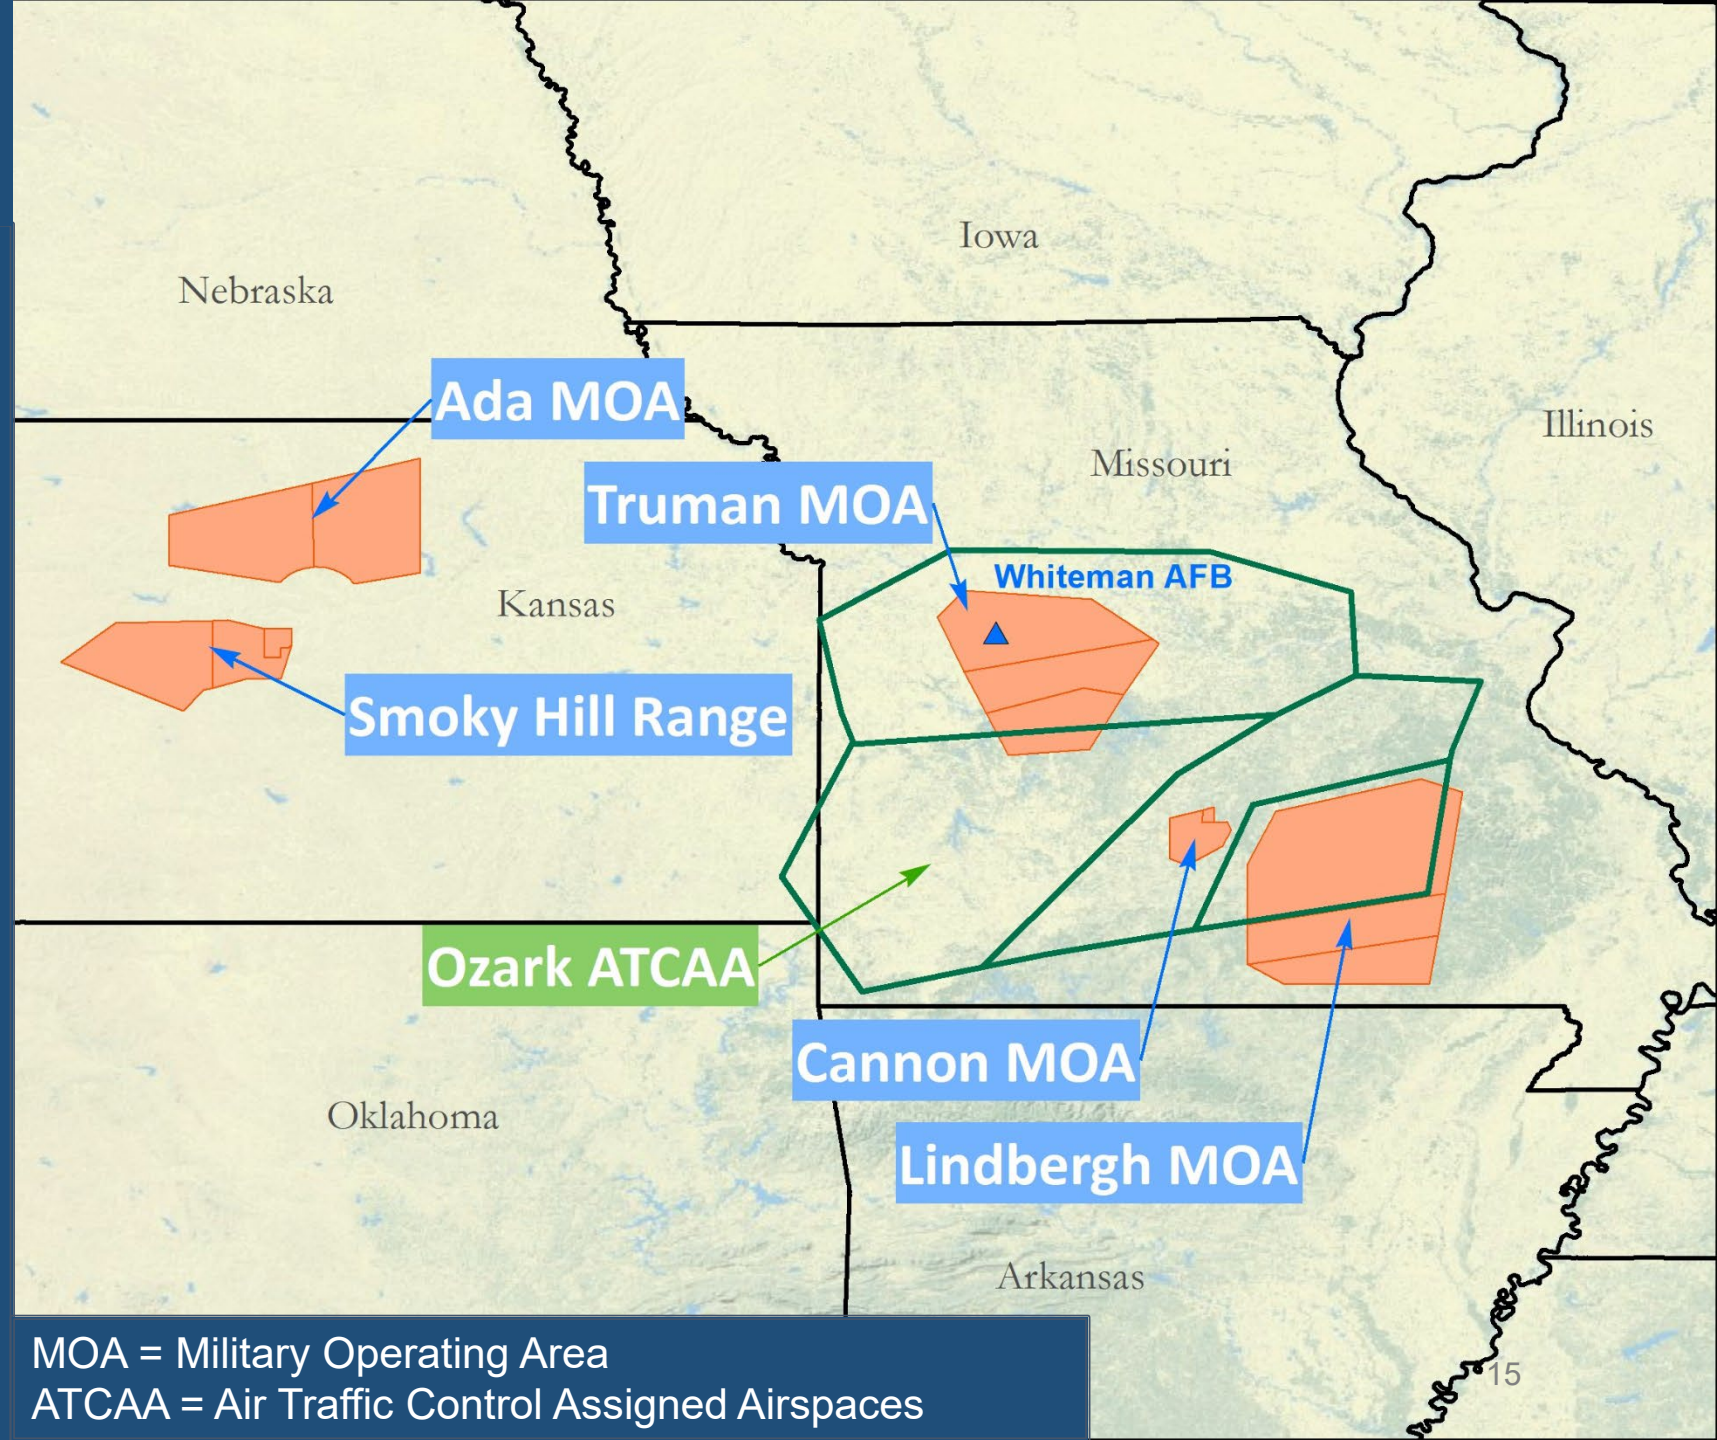 Iowa
Nebraska
Ada MOA
Illinois
Missouri
Truman MOA
Whiteman AFB
Kansas
Smoky Hill Range
Ozark ATCAA
Cannon MOA
Oklahoma
Lindbergh MOA
Arkansas
MOA = Military Operating Area
15
ATCAA = Air Traffic Control Assigned Airspaces